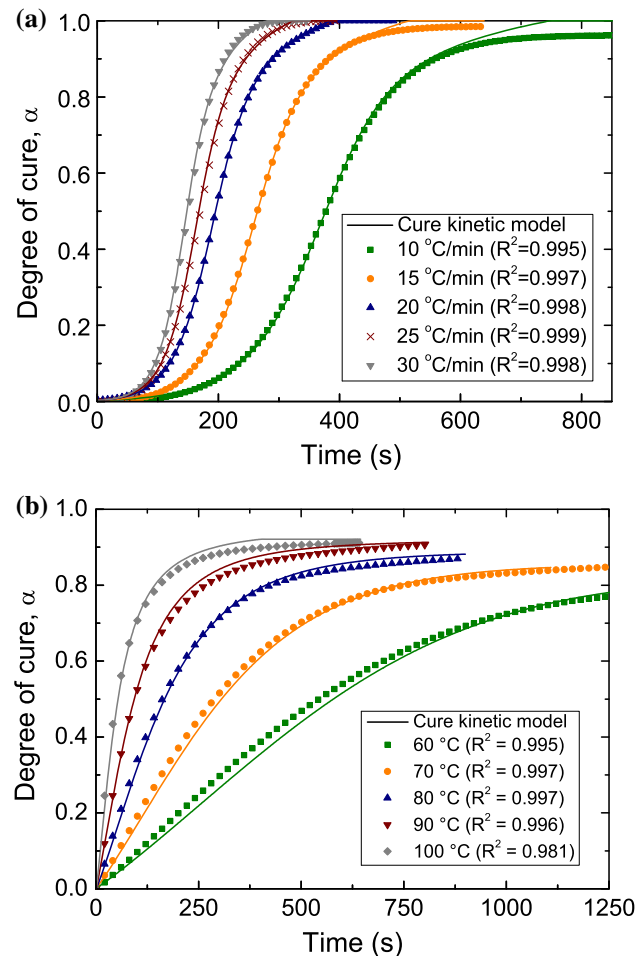 (a)
1.0
0.8
0.6
0.4
0.2
0.0
Degree of cure, α
Cure kinetic model
10 °C/min (R²=0.995)
15 °C/min (R²=0.997)
20 °C/min (R²=0.998)
25 °C/min (R²=0.999)
30 °C/min (R²=0.998)
0 200 400 600 800
Time (s)
(b)
1.0
0.8
0.6
0.4
0.2
0.0
Degree of cure, α
Cure kinetic model
60 °C (R² = 0.995)
70 °C (R² = 0.997)
80 °C (R² = 0.997)
90 °C (R² = 0.996)
100 °C (R² = 0.981)
0 250 500 750 1000 1250
Time (s)